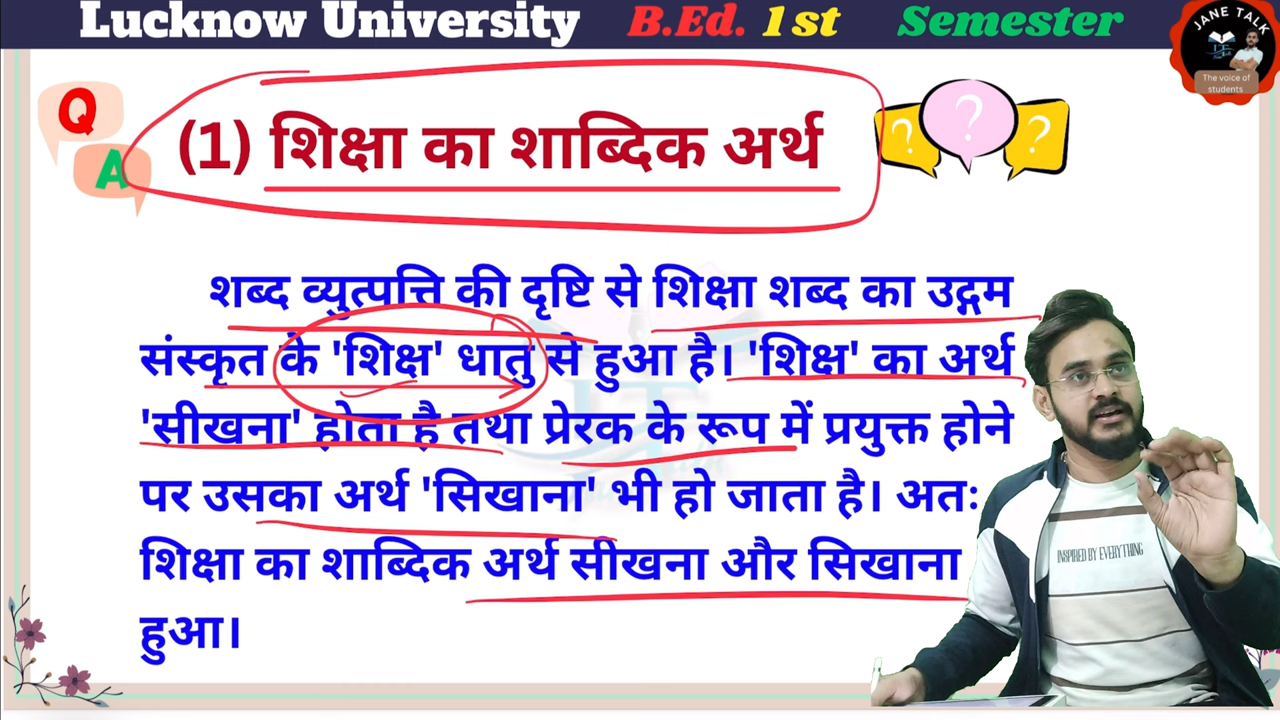 Lucknow University B.Ed. 1st Semester
JANE TALK
The voice of
students
Q
A
(1) शिक्षा का शाब्दिक अर्थ
? ? ?
शब्द व्युत्पत्ति की दृष्टि से शिक्षा शब्द का उद्गम
संस्कृत के 'शिक्ष' धातु से हुआ है। 'शिक्ष' का अर्थ
'सीखना' होता है तथा प्रेरक के रूप में प्रयुक्त होने
पर उसका अर्थ 'सिखाना' भी हो जाता है। अतः
शिक्षा का शाब्दिक अर्थ सीखना और सिखाना
हुआ।
INSPIRED BY EVERYTHING